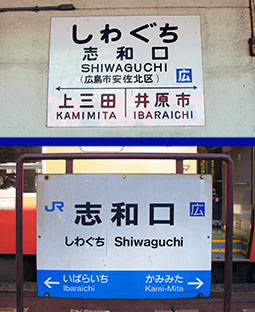 しわぐち
志和口
SHIWAGUCHI
(広島市安佐北区)
広
上三田 井原市
KAMIMITA IBARAICHI
JR 志和口 広
しわぐち Shiwaguchi
いばらいち かみみた
Ibaraichi Kami-Mita